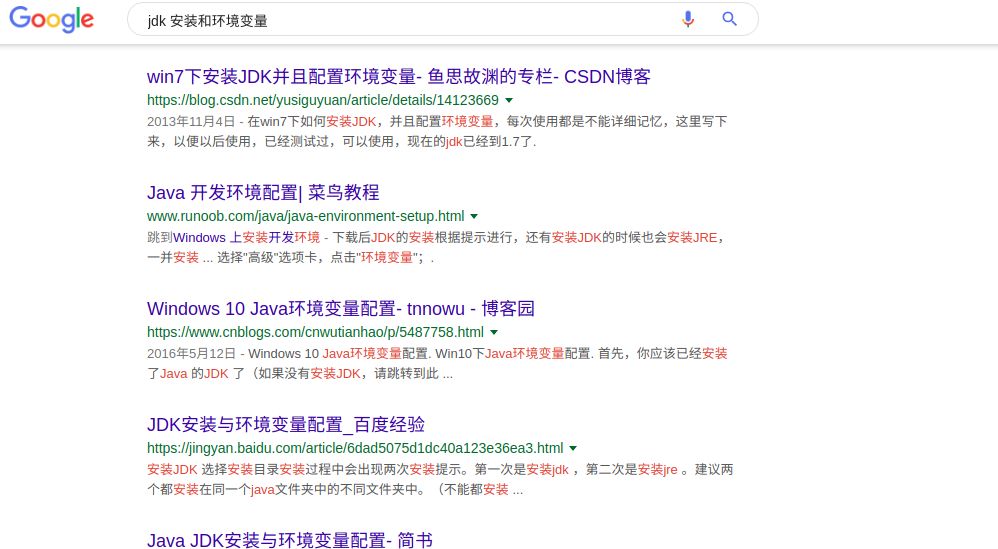 Google
jdk 安装和环境变量
win7下安装JDK并且配置环境变量- 鱼思故渊的专栏- CSDN博客
https://blog.csdn.net/yusiguyuan/article/details/14123669
2013年11月4日 - 在win7下如何安装JDK，并且配置环境变量，每次使用都是不能详细记忆，这里写下
来，以便以后使用，已经测试过，可以使用，现在的jdk已经到1.7了.
Java 开发环境配置| 菜鸟教程
www.runoob.com/java/java-environment-setup.html
跳到Windows 上安装开发环境 - 下载后JDK的安装根据提示进行，还有安装JDK的时候也会安装JRE，
一并安装 ... 选择"高级"选项卡，点击"环境变量"；.
Windows 10 Java环境变量配置- tnnowu - 博客园
https://www.cnblogs.com/cnwutianhao/p/5487758.html
2016年5月12日 - Windows 10 Java环境变量配置. Win10下Java环境变量配置. 首先，你应该已经安装
了Java 的JDK 了（如果没有安装JDK，请跳转到此 ...
JDK安装与环境变量配置_百度经验
https://jingyan.baidu.com/article/6dad5075d1dc40a123e36ea3.html
安装JDK 选择安装目录安装过程中会出现两次安装提示。第一次是安装jdk ，第二次是安装jre 。建议两
个都安装在同一个java文件夹中的不同文件夹中。（不能都安装 ...
Java JDK安装与环境变量配置- 简书